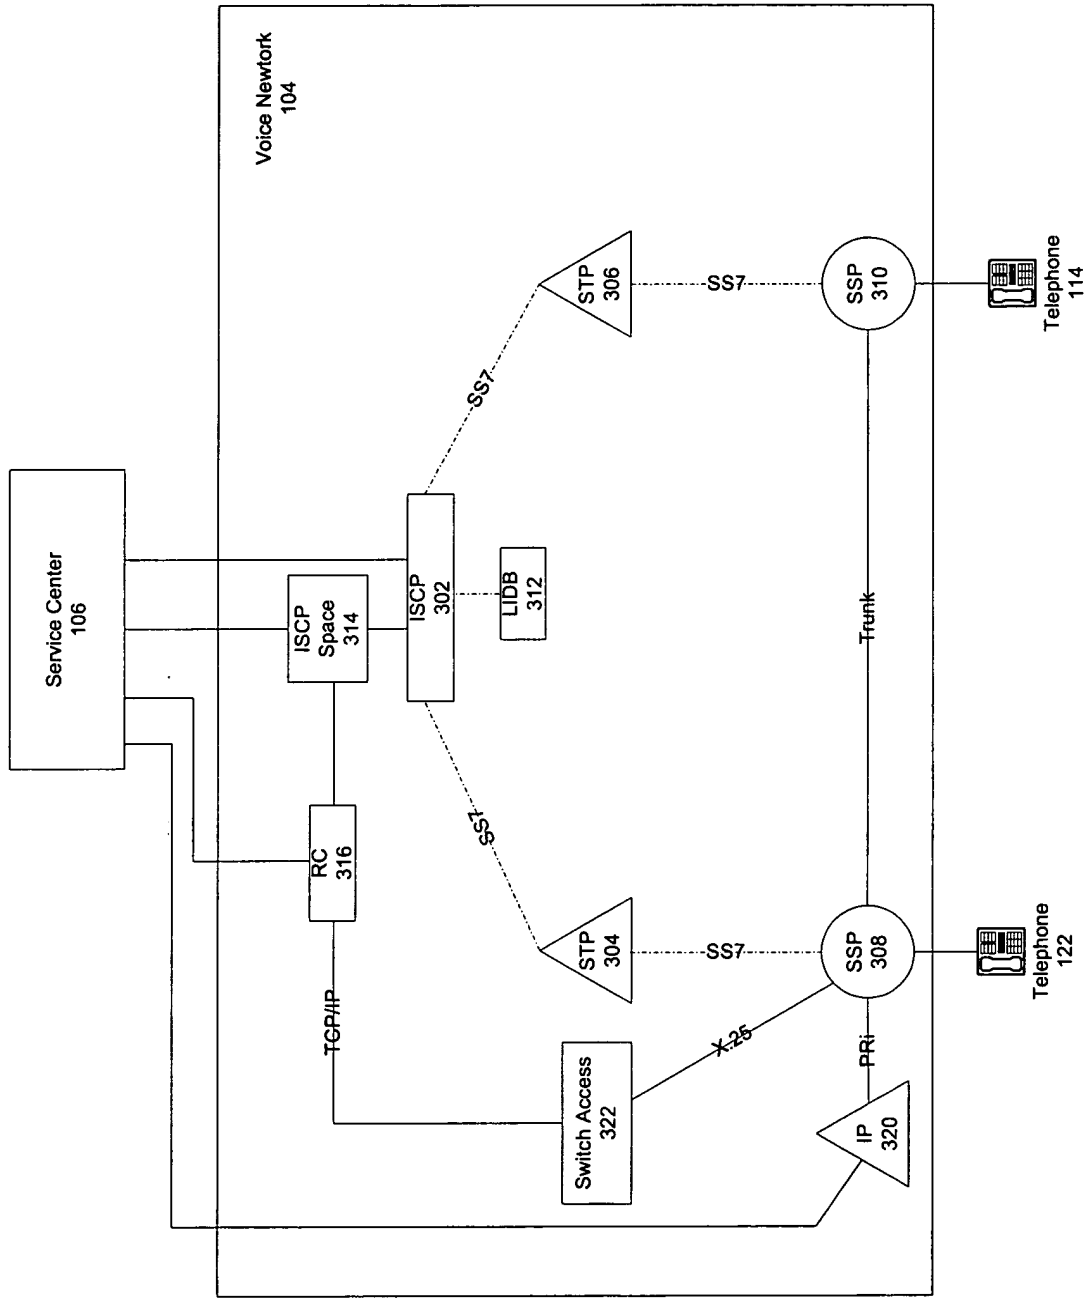 Voice Newtork
104
Service Center
106
ISCP
Space
314
ISCP
302
LIDB
312
RC
316
SS7
SS7
STP
306
STP
304
SS7
SS7
SSP
310
SSP
308
Trunk
TCP/IP
Switch Access
322
X.25
PRi
IP
320
Telephone
114
Telephone
122